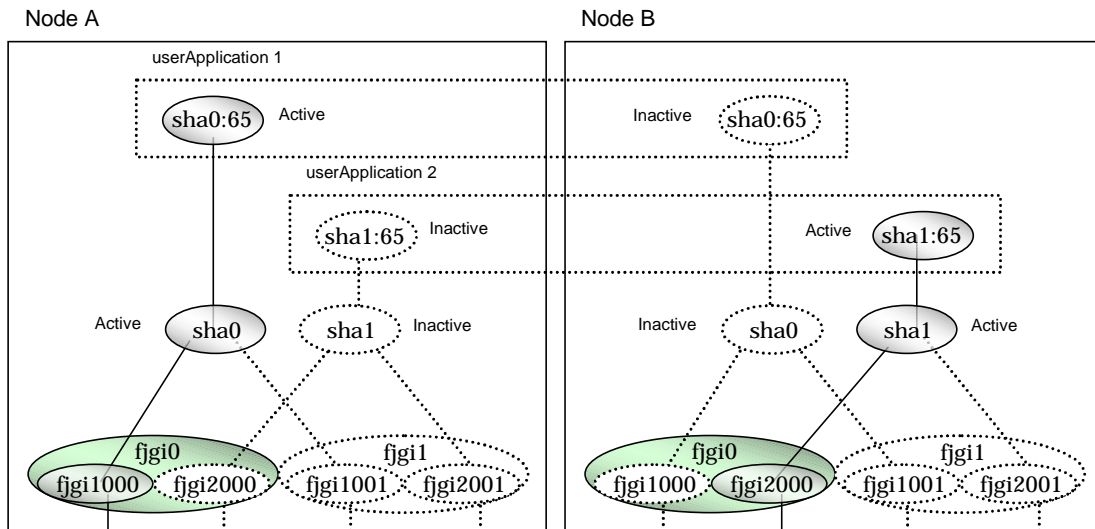 Node A
Node B
userApplication 1
sha0:65
Active
Inactive
sha0:65
userApplication 2
sha1:65
Inactive
Active
sha1:65
Active
sha0
sha1
Inactive
Inactive
sha0
sha1
Active
fjgi0
fjgi1
fjgi0
fjgi1
fjgi1000
fjgi2000
fjgi1001
fjgi2001
fjgi1000
fjgi2000
fjgi1001
fjgi2001